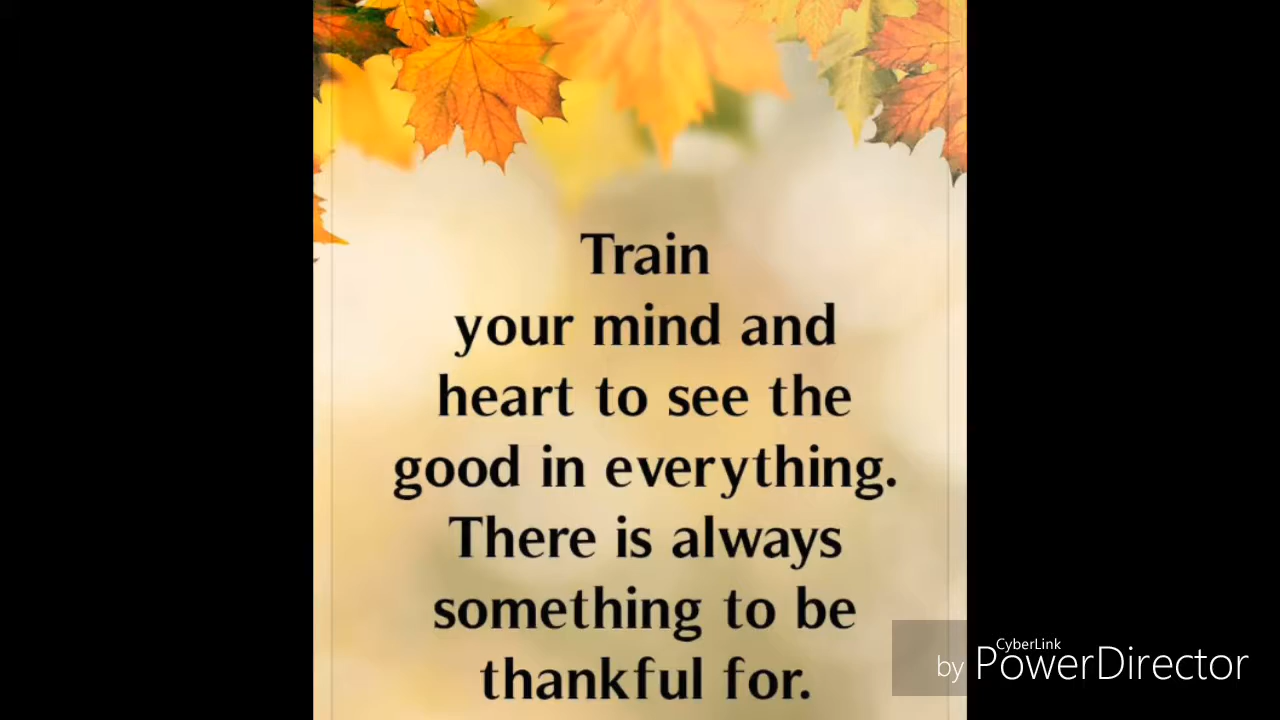 Train
your mind and
heart to see the
good in everything.
There is always
something to be
thankful for.
CyberLink
by PowerDirector